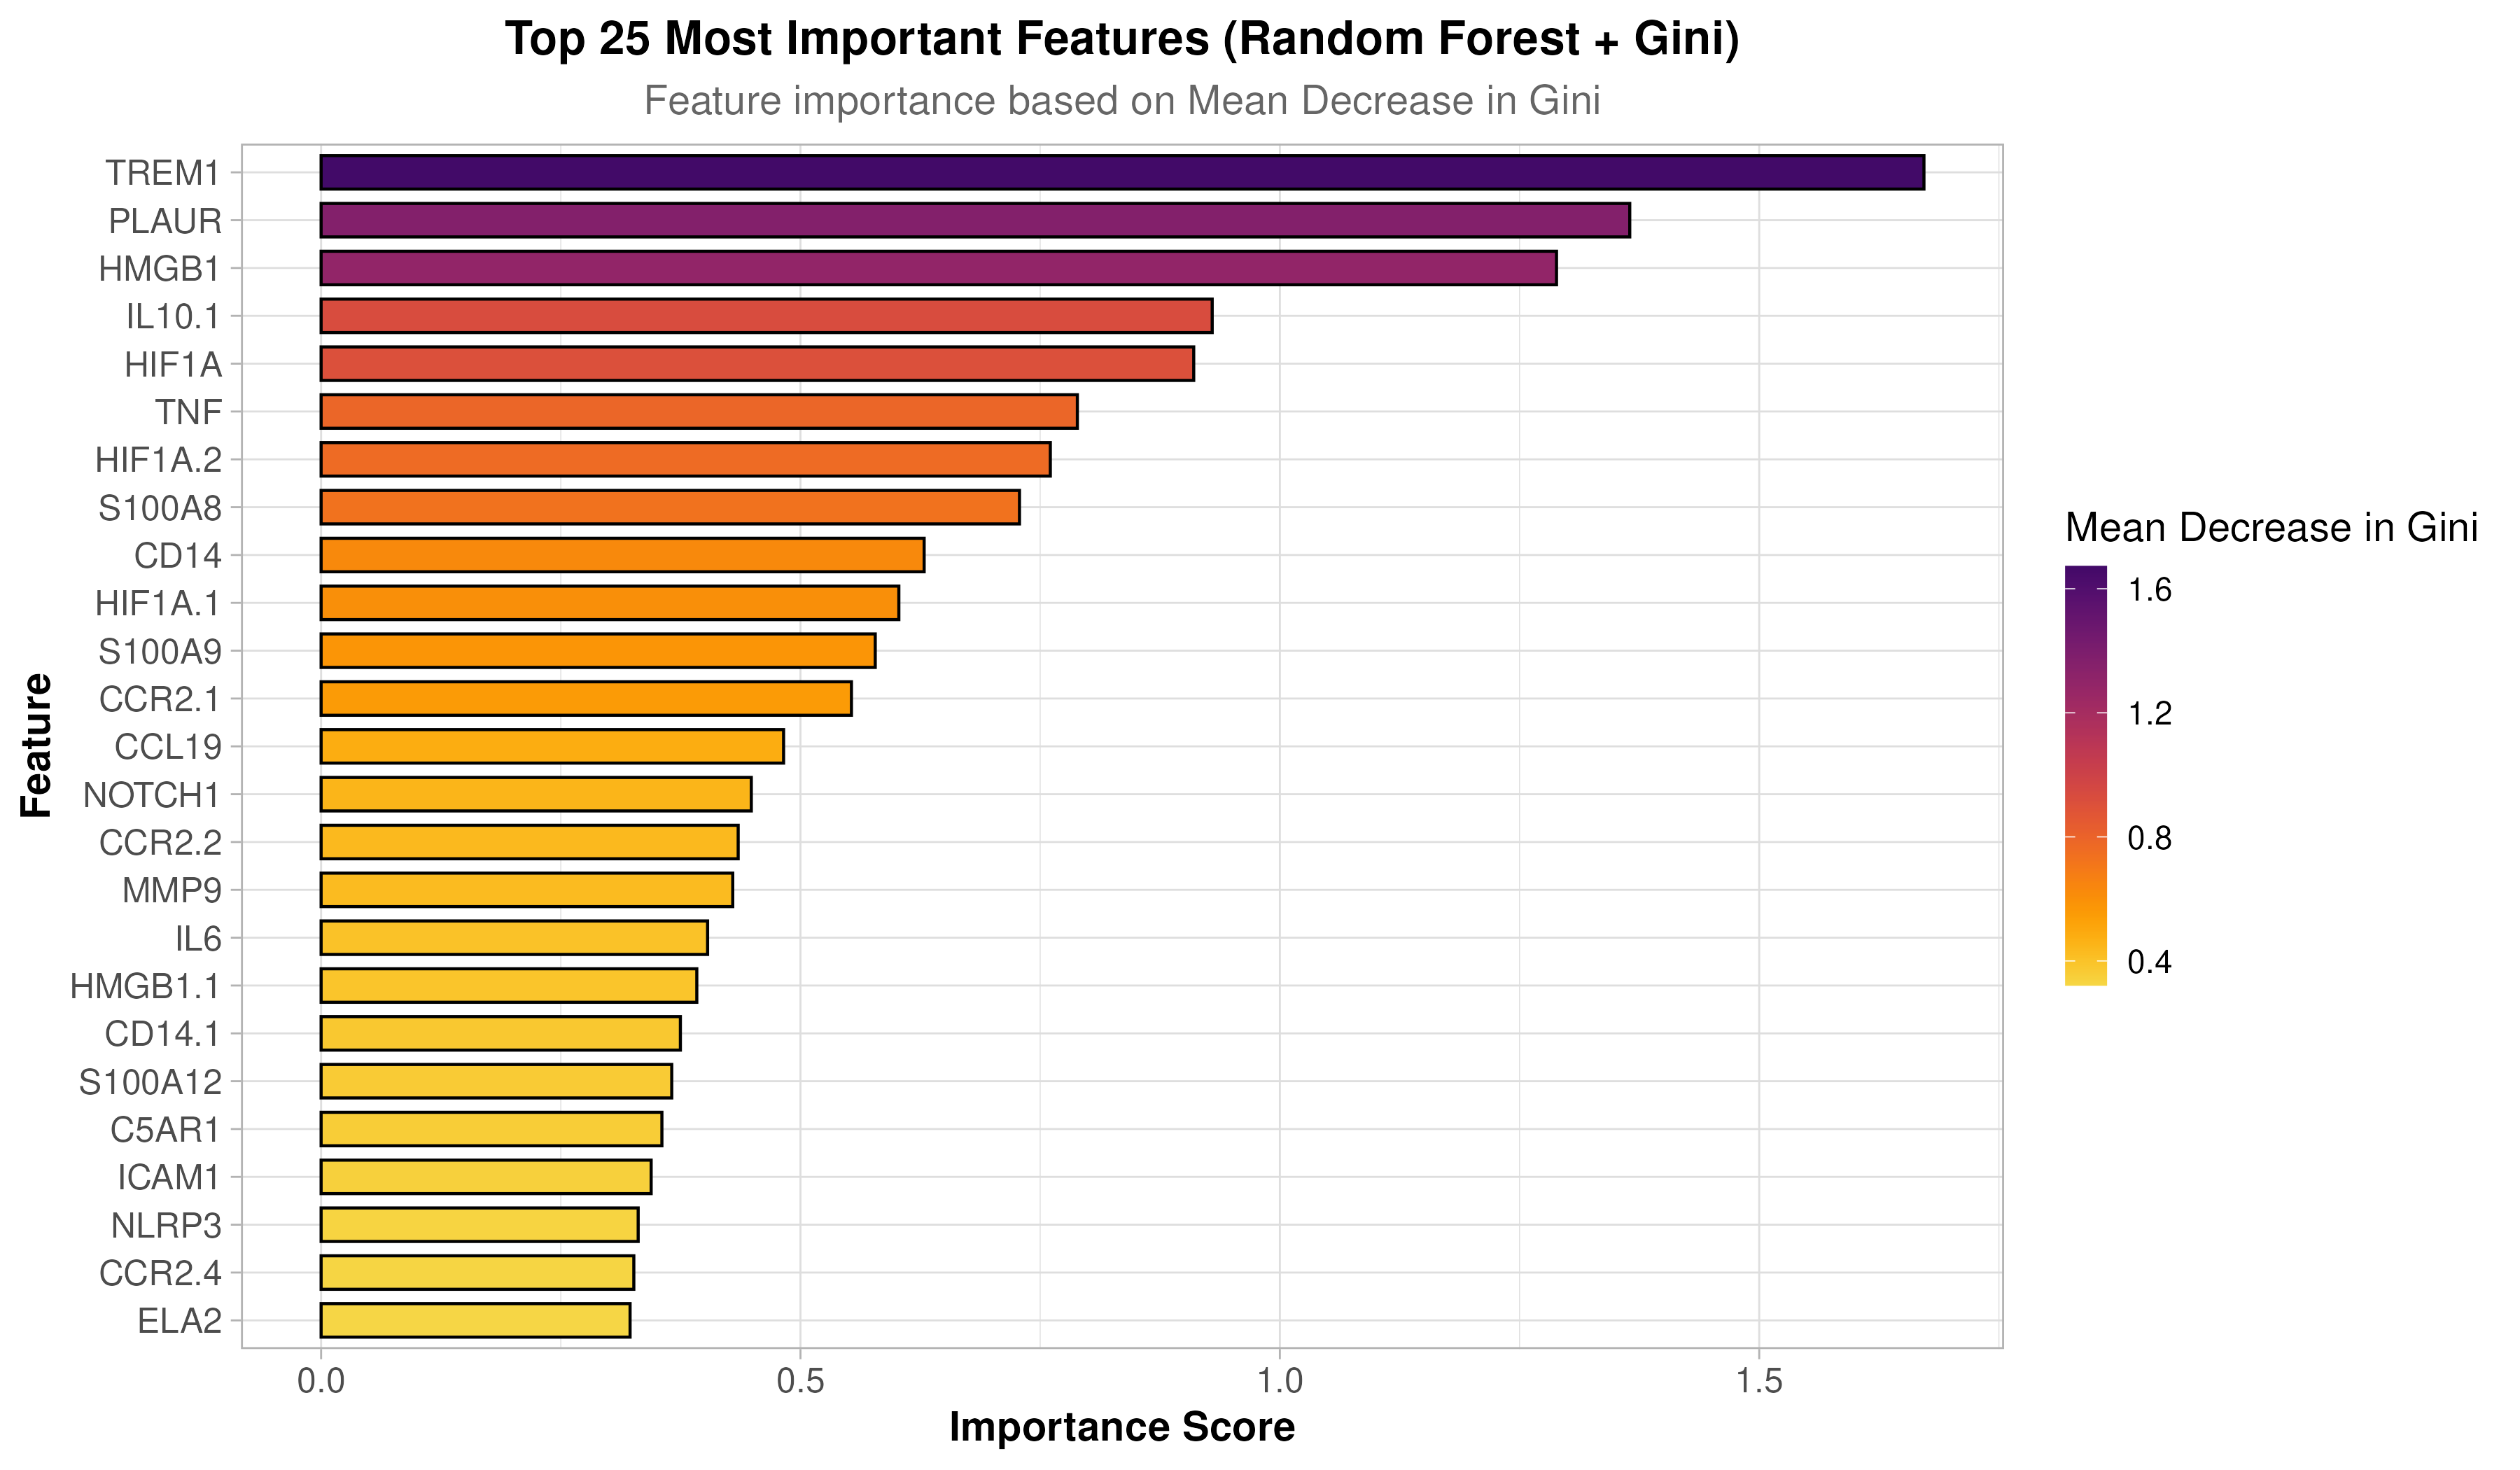 Top 25 Most Important Features (Random Forest + Gini)
Feature importance based on Mean Decrease in Gini
TREM1
PLAUR
HMGB1
IL10.1
HIF1A
TNF
HIF1A.2
S100A8
CD14
HIF1A.1
S100A9
CCR2.1
CCL19
NOTCH1
CCR2.2
MMP9
IL6
HMGB1.1
CD14.1
S100A12
C5AR1
ICAM1
NLRP3
CCR2.4
ELA2
Feature
0.0 0.5 1.0 1.5
Importance Score
Mean Decrease in Gini
1.6
1.2
0.8
0.4